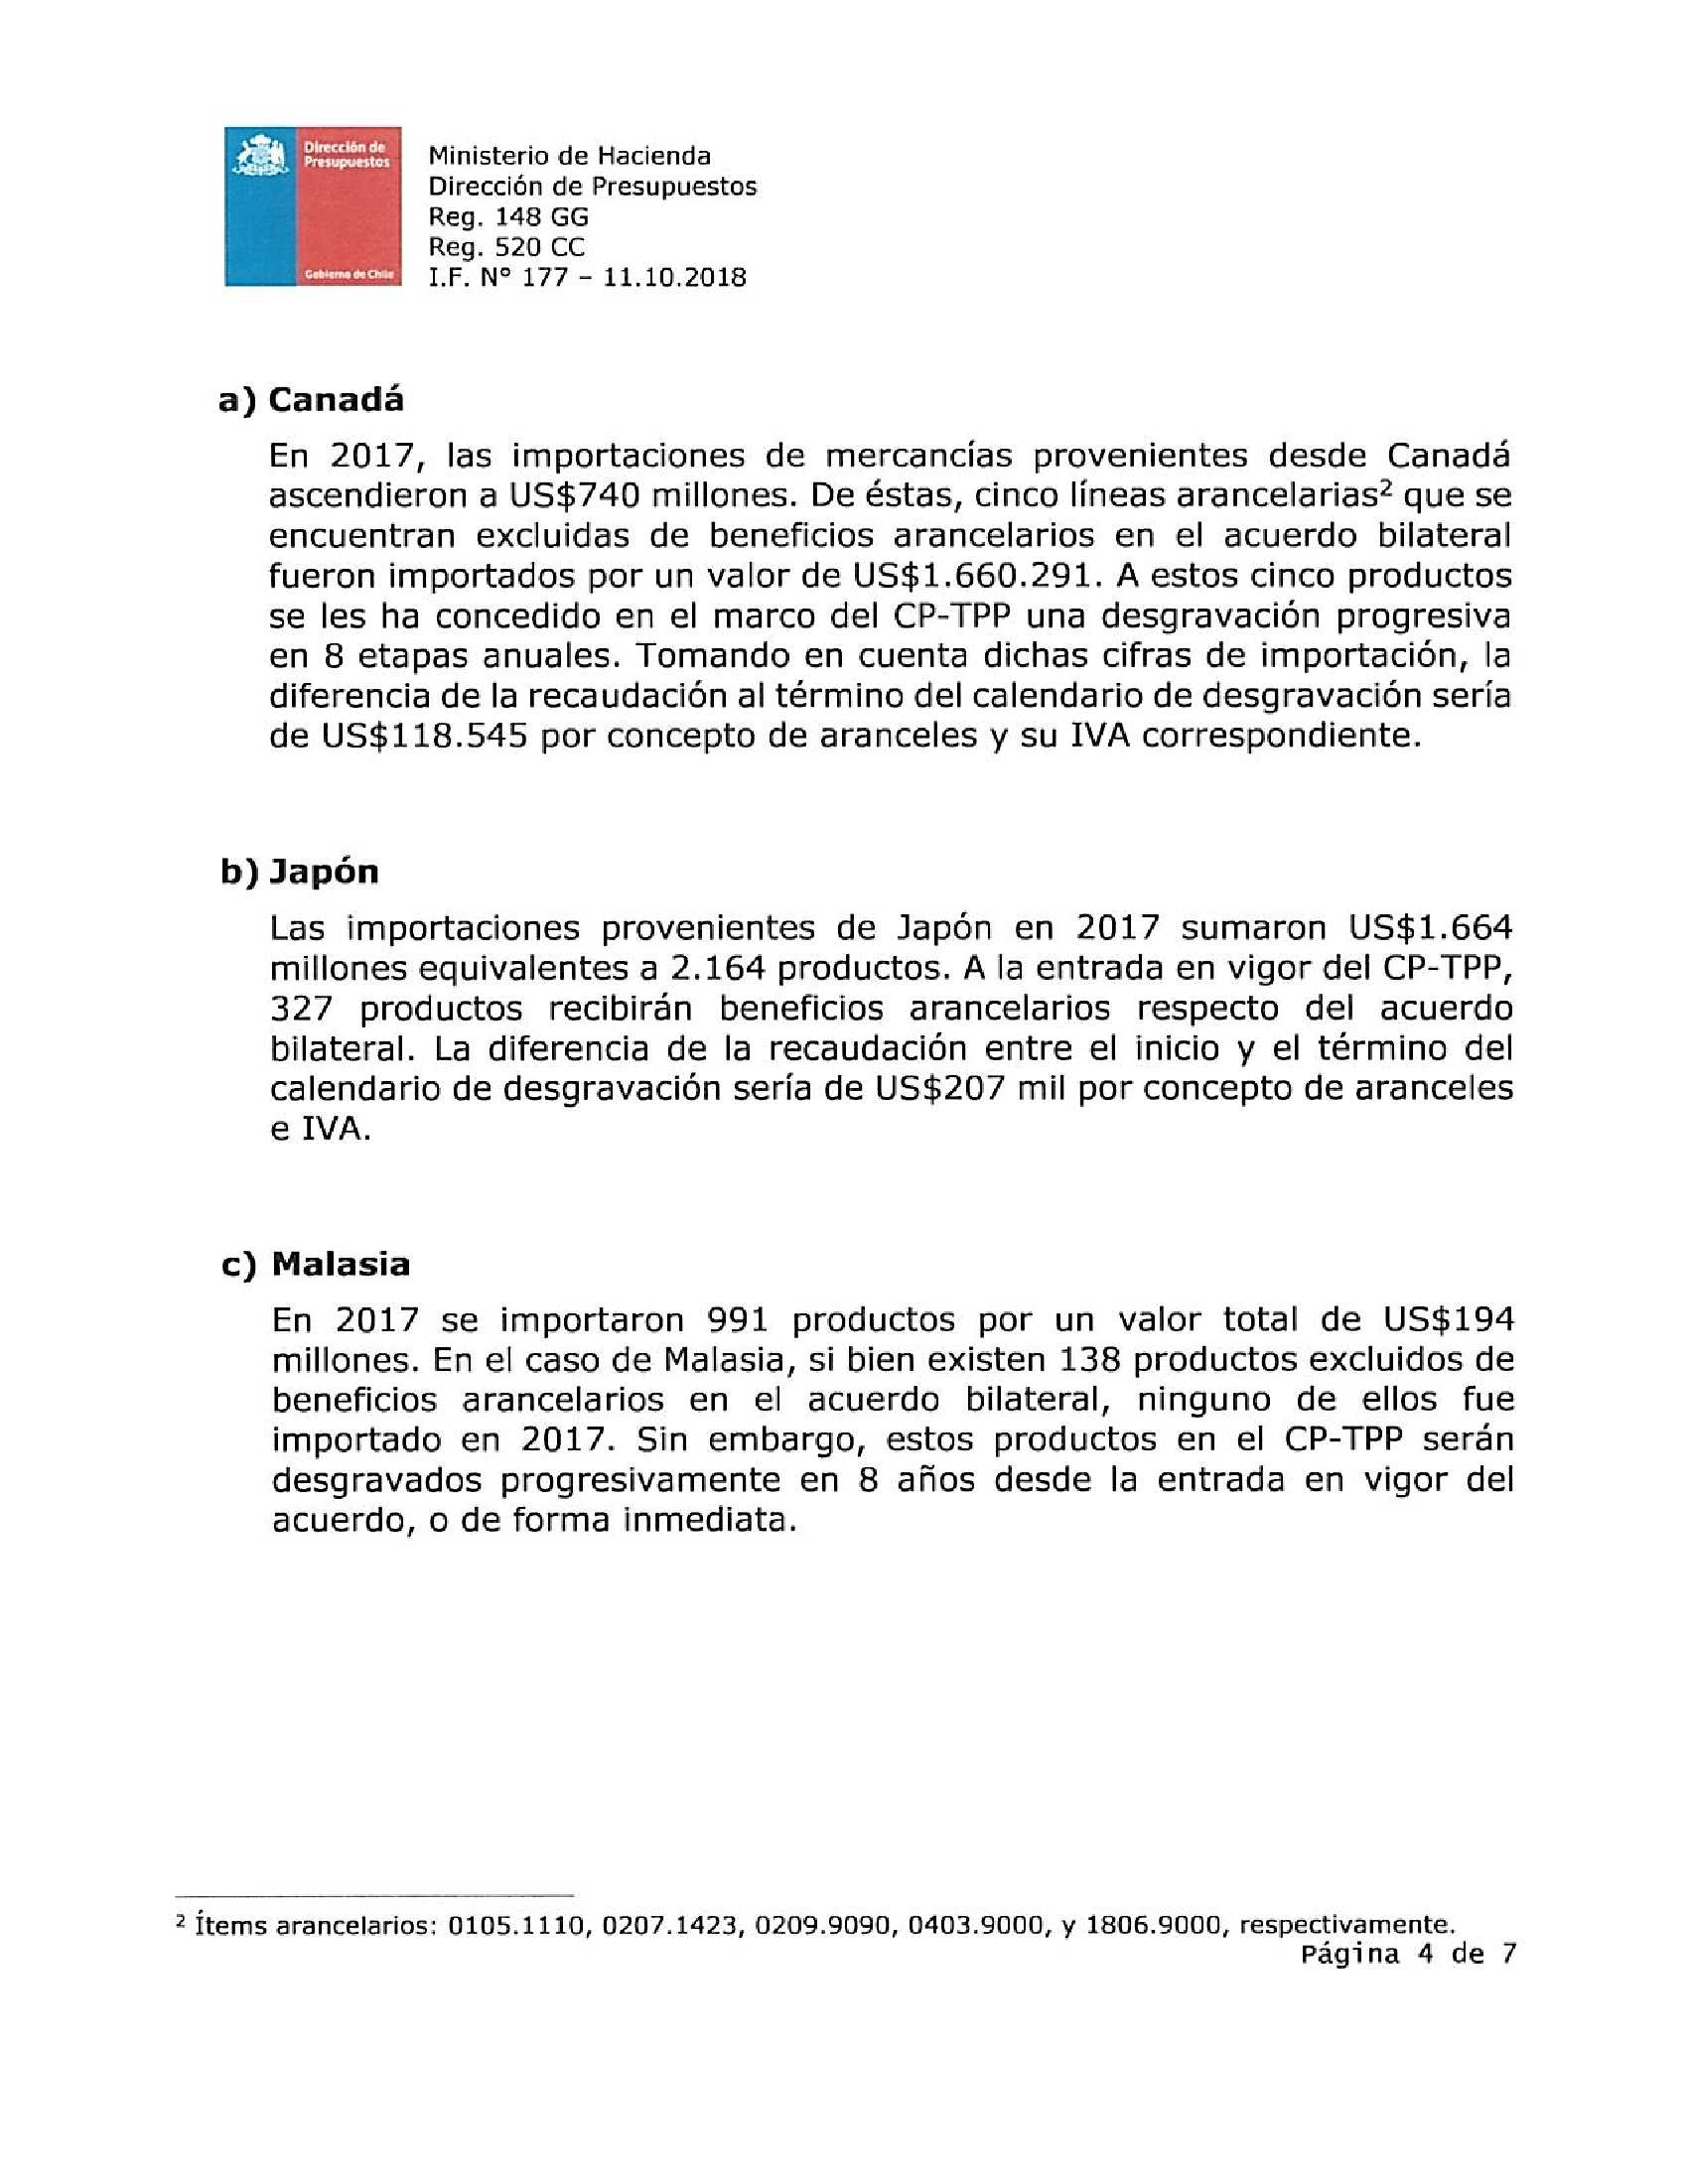 Dirección de
Presupuestos
Gobierno de Chile
Ministerio de Hacienda
Dirección de Presupuestos
Reg. 148 GG
Reg. 520 CC
I.F. N° 177 – 11.10.2018
a) Canadá
En 2017, las importaciones de mercancías provenientes desde Canadá
ascendieron a US$740 millones. De éstas, cinco líneas arancelarias² que se
encuentran excluidas de beneficios arancelarios en el acuerdo bilateral
fueron importados por un valor de US$1.660.291. A estos cinco productos
se les ha concedido en el marco del CP-TPP una desgravación progresiva
en 8 etapas anuales. Tomando en cuenta dichas cifras de importación, la
diferencia de la recaudación al término del calendario de desgravación sería
de US$118.545 por concepto de aranceles y su IVA correspondiente.
b) Japón
Las importaciones provenientes de Japón en 2017 sumaron US$1.664
millones equivalentes a 2.164 productos. A la entrada en vigor del CP-TPP,
327 productos recibirán beneficios arancelarios respecto del acuerdo
bilateral. La diferencia de la recaudación entre el inicio y el término del
calendario de desgravación sería de US$207 mil por concepto de aranceles
e IVA.
c) Malasia
En 2017 se importaron 991 productos por un valor total de US$194
millones. En el caso de Malasia, si bien existen 138 productos excluidos de
beneficios arancelarios en el acuerdo bilateral, ninguno de ellos fue
importado en 2017. Sin embargo, estos productos en el CP-TPP serán
desgravados progresivamente en 8 años desde la entrada en vigor del
acuerdo, o de forma inmediata.
² Ítems arancelarios: 0105.1110, 0207.1423, 0209.9090, 0403.9000, y 1806.9000, respectivamente.
Página 4 de 7